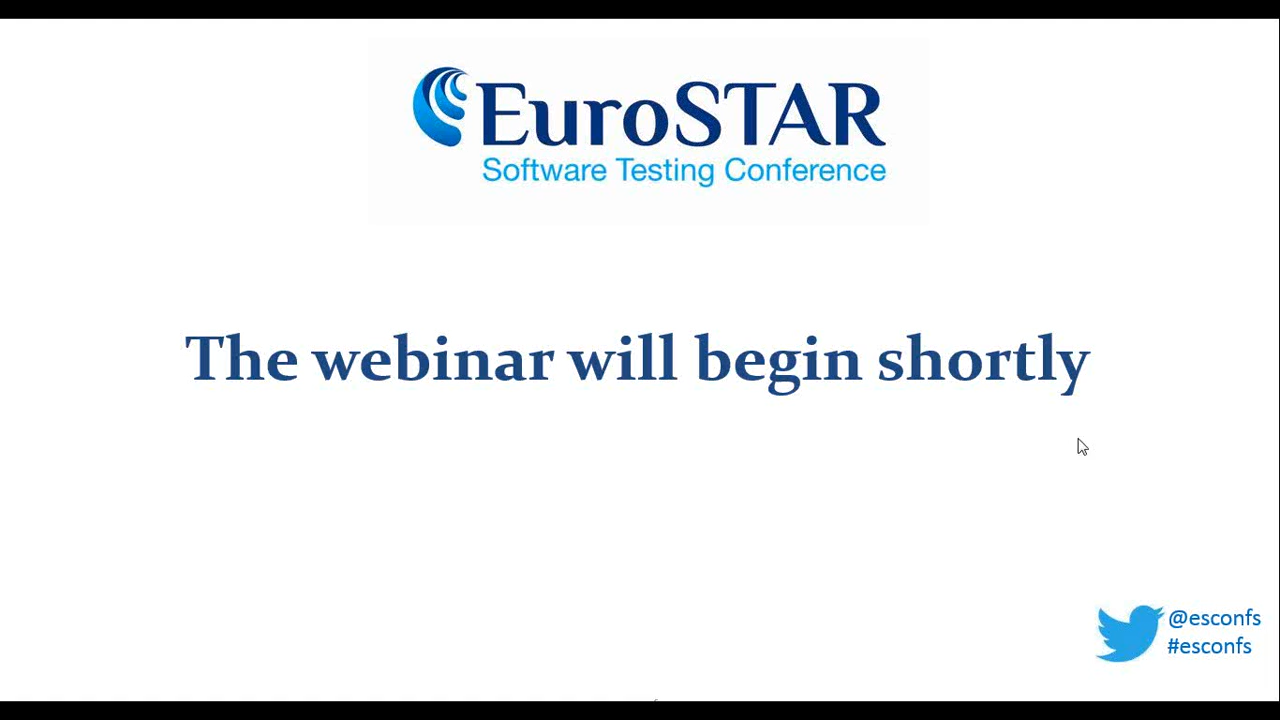 EuroSTAR
Software Testing Conference
The webinar will begin shortly
@esconfs
#esconfs